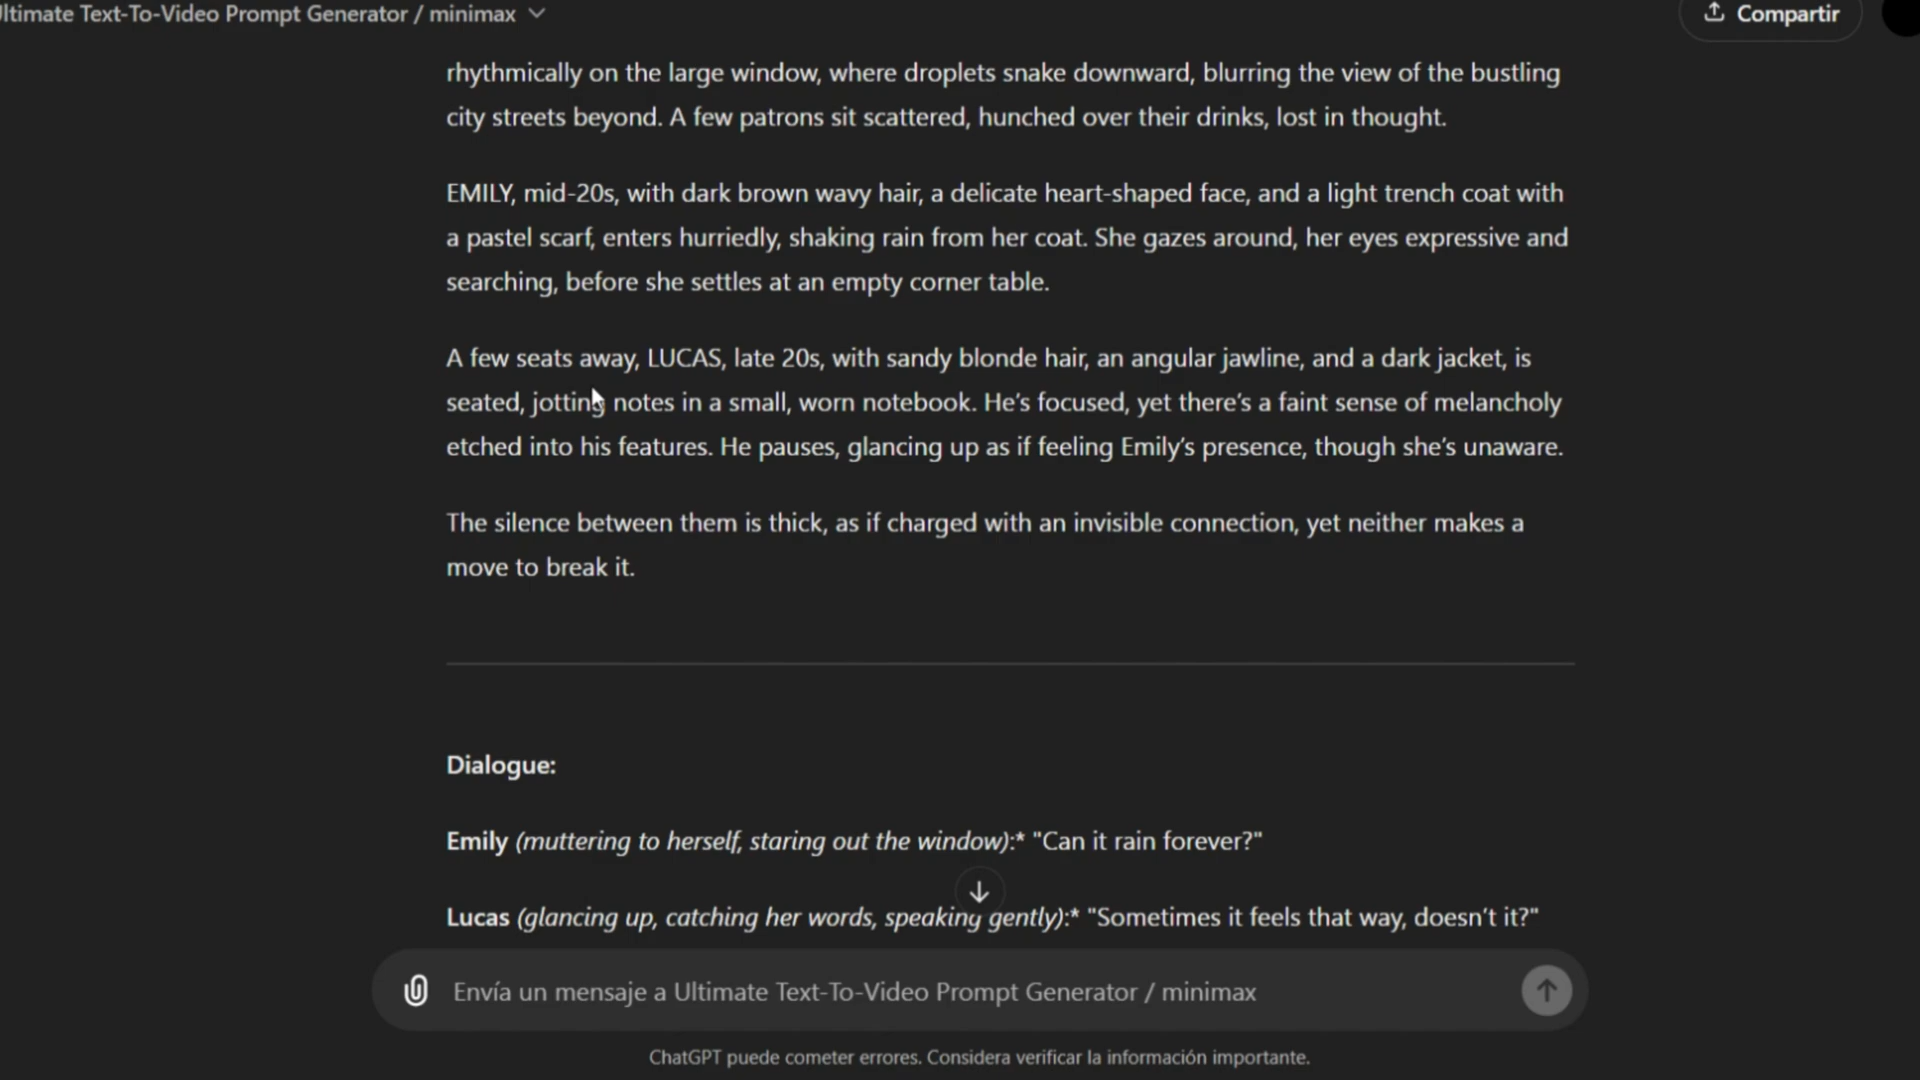 ltimate Text-To-Video Prompt Generator / minimax
Compartir
rhythmically on the large window, where droplets snake downward, blurring the view of the bustling
city streets beyond. A few patrons sit scattered, hunched over their drinks, lost in thought.
EMILY, mid-20s, with dark brown wavy hair, a delicate heart-shaped face, and a light trench coat with
a pastel scarf, enters hurriedly, shaking rain from her coat. She gazes around, her eyes expressive and
searching, before she settles at an empty corner table.
A few seats away, LUCAS, late 20s, with sandy blonde hair, an angular jawline, and a dark jacket, is
seated, jotting notes in a small, worn notebook. He's focused, yet there's a faint sense of melancholy
etched into his features. He pauses, glancing up as if feeling Emily's presence, though she's unaware.
The silence between them is thick, as if charged with an invisible connection, yet neither makes a
move to break it.
Dialogue:
Emily (muttering to herself, staring out the window):* "Can it rain forever?"
Lucas (glancing up, catching her words, speaking gently):* "Sometimes it feels that way, doesn't it?"
Envía un mensaje a Ultimate Text-To-Video Prompt Generator / minimax
ChatGPT puede cometer errores. Considera verificar la información importante.